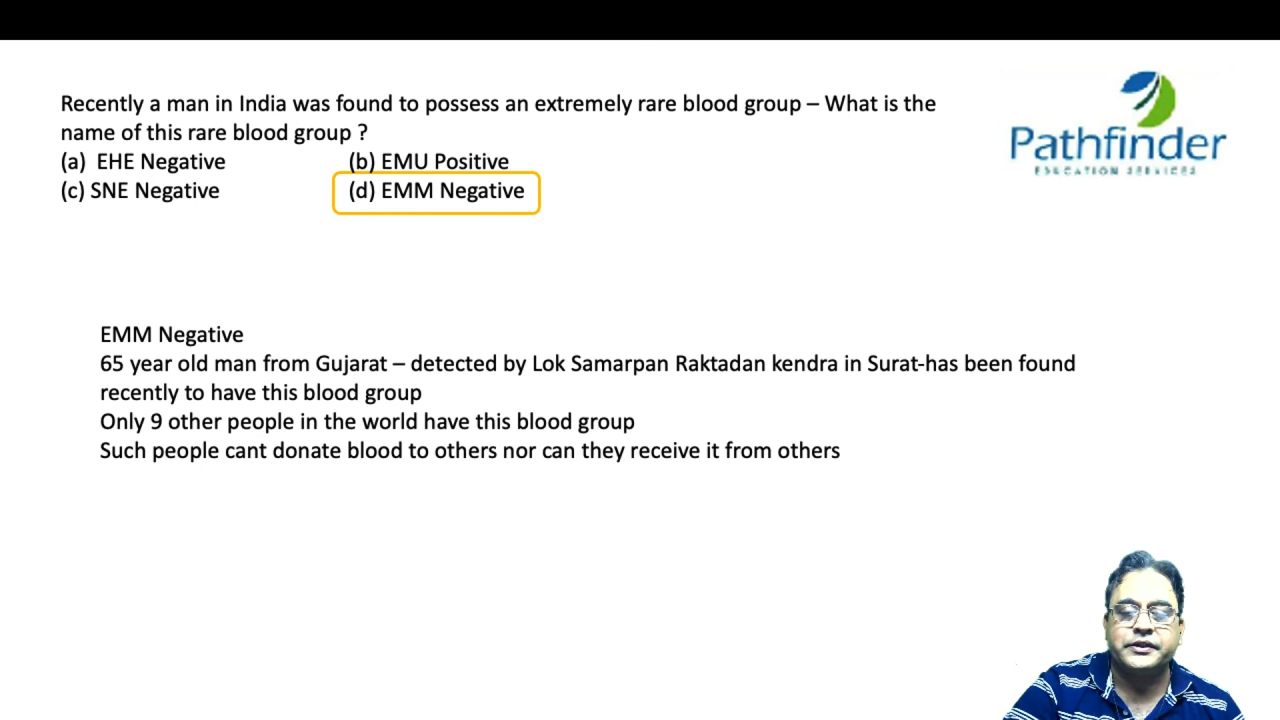 Recently a man in India was found to possess an extremely rare blood group – What is the
name of this rare blood group ?
(a) EHE Negative (b) EMU Positive
(c) SNE Negative (d) EMM Negative
Pathfinder
EDUCATION SERVICES
EMM Negative
65 year old man from Gujarat – detected by Lok Samarpan Raktadan kendra in Surat-has been found
recently to have this blood group
Only 9 other people in the world have this blood group
Such people cant donate blood to others nor can they receive it from others